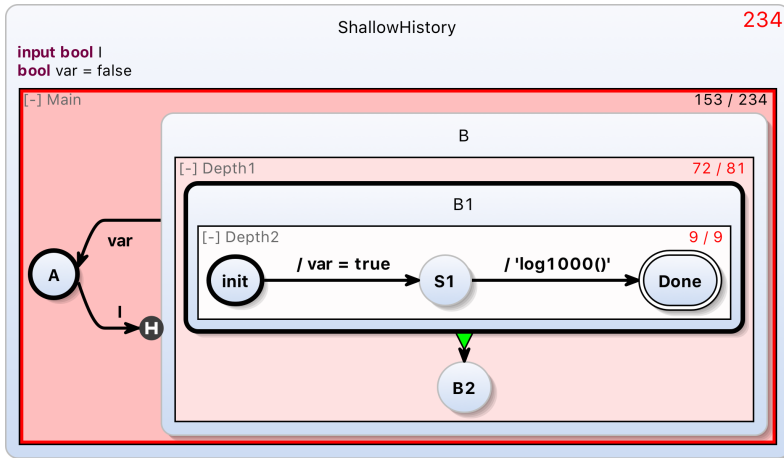 ShallowHistory
234
input bool I
bool var = false
[-] Main
153 / 234
B
[-] Depth1
72 / 81
B1
[-] Depth2
9 / 9
init
/ var = true
S1
/ 'log1000()'
Done
var
A
I
H
B2